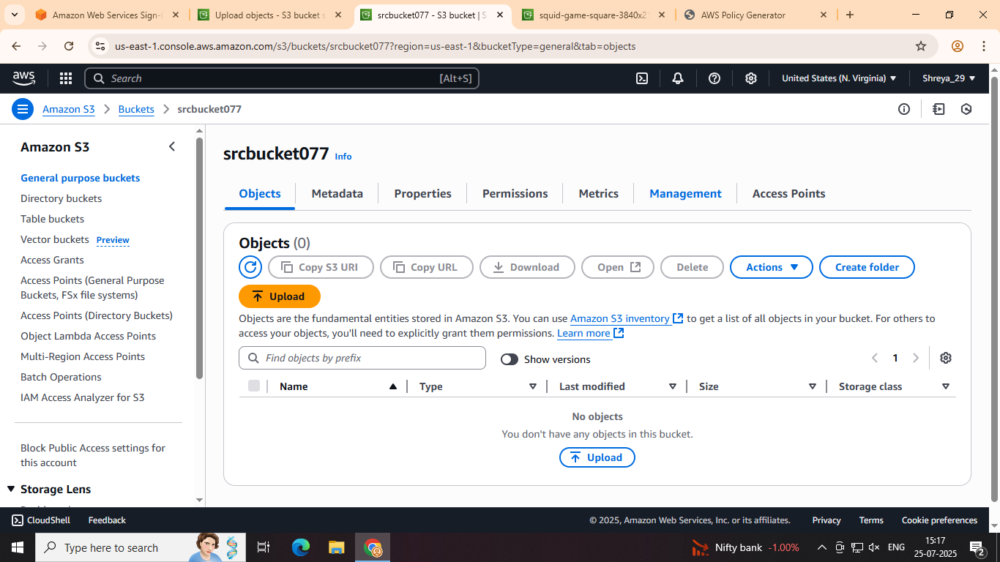 Amazon Web Services Sign-I
Upload objects - S3 bucket s
srcbucket077 - S3 bucket | S
squid-game-square-3840x2
AWS Policy Generator
us-east-1.console.aws.amazon.com/s3/buckets/srcbucket077?region=us-east-1&bucketType=general&tab=objects
aws
Search
[Alt+S]
United States (N. Virginia)
Shreya_29
Amazon S3
Buckets
srcbucket077
Amazon S3
General purpose buckets
Directory buckets
Table buckets
Vector buckets Preview
Access Grants
Access Points (General Purpose
Buckets, FSx file systems)
Access Points (Directory Buckets)
Object Lambda Access Points
Multi-Region Access Points
Batch Operations
IAM Access Analyzer for S3
Block Public Access settings for
this account
Storage Lens
srcbucket077 Info
Objects
Metadata
Properties
Permissions
Metrics
Management
Access Points
Objects (0)
Copy S3 URI
Copy URL
Download
Open
Delete
Actions
Create folder
Upload
Objects are the fundamental entities stored in Amazon S3. You can use Amazon S3 inventory to get a list of all objects in your bucket. For others to
access your objects, you'll need to explicitly grant them permissions. Learn more
Find objects by prefix
Show versions
1
Name
Type
Last modified
Size
Storage class
No objects
You don't have any objects in this bucket.
Upload
CloudShell
Feedback
© 2025, Amazon Web Services, Inc. or its affiliates.
Privacy
Terms
Cookie preferences
Type here to search
Nifty bank -1.00%
ENG
15:17
25-07-2025
2